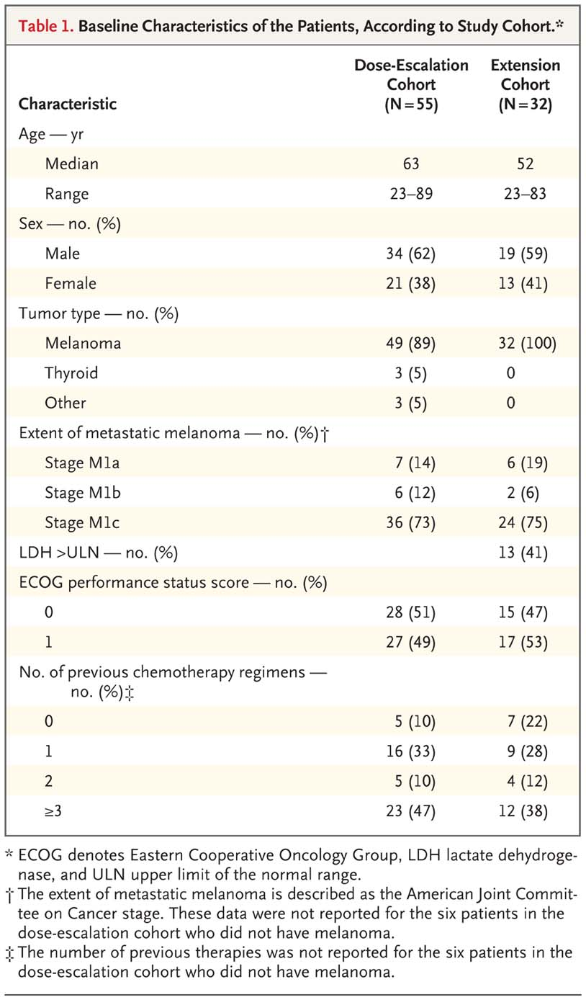 Table 1. Baseline Characteristics of the Patients, According to Study Cohort.*
Characteristic Dose-Escalation Cohort (N=55) Extension Cohort (N=32)
Age — yr
Median 63 52
Range 23–89 23–83
Sex — no. (%)
Male 34 (62) 19 (59)
Female 21 (38) 13 (41)
Tumor type — no. (%)
Melanoma 49 (89) 32 (100)
Thyroid 3 (5) 0
Other 3 (5) 0
Extent of metastatic melanoma — no. (%)†
Stage M1a 7 (14) 6 (19)
Stage M1b 6 (12) 2 (6)
Stage M1c 36 (73) 24 (75)
LDH >ULN — no. (%) 13 (41)
ECOG performance status score — no. (%)
0 28 (51) 15 (47)
1 27 (49) 17 (53)
No. of previous chemotherapy regimens —
no. (%)‡
0 5 (10) 7 (22)
1 16 (33) 9 (28)
2 5 (10) 4 (12)
≥3 23 (47) 12 (38)
* ECOG denotes Eastern Cooperative Oncology Group, LDH lactate dehydroge-
nase, and ULN upper limit of the normal range.
† The extent of metastatic melanoma is described as the American Joint Commit-
tee on Cancer stage. These data were not reported for the six patients in the
dose-escalation cohort who did not have melanoma.
‡ The number of previous therapies was not reported for the six patients in the
dose-escalation cohort who did not have melanoma.